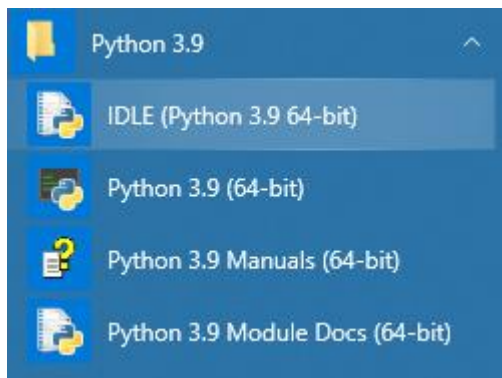 Python 3.9
IDLE (Python 3.9 64-bit)
Python 3.9 (64-bit)
Python 3.9 Manuals (64-bit)
Python 3.9 Module Docs (64-bit)